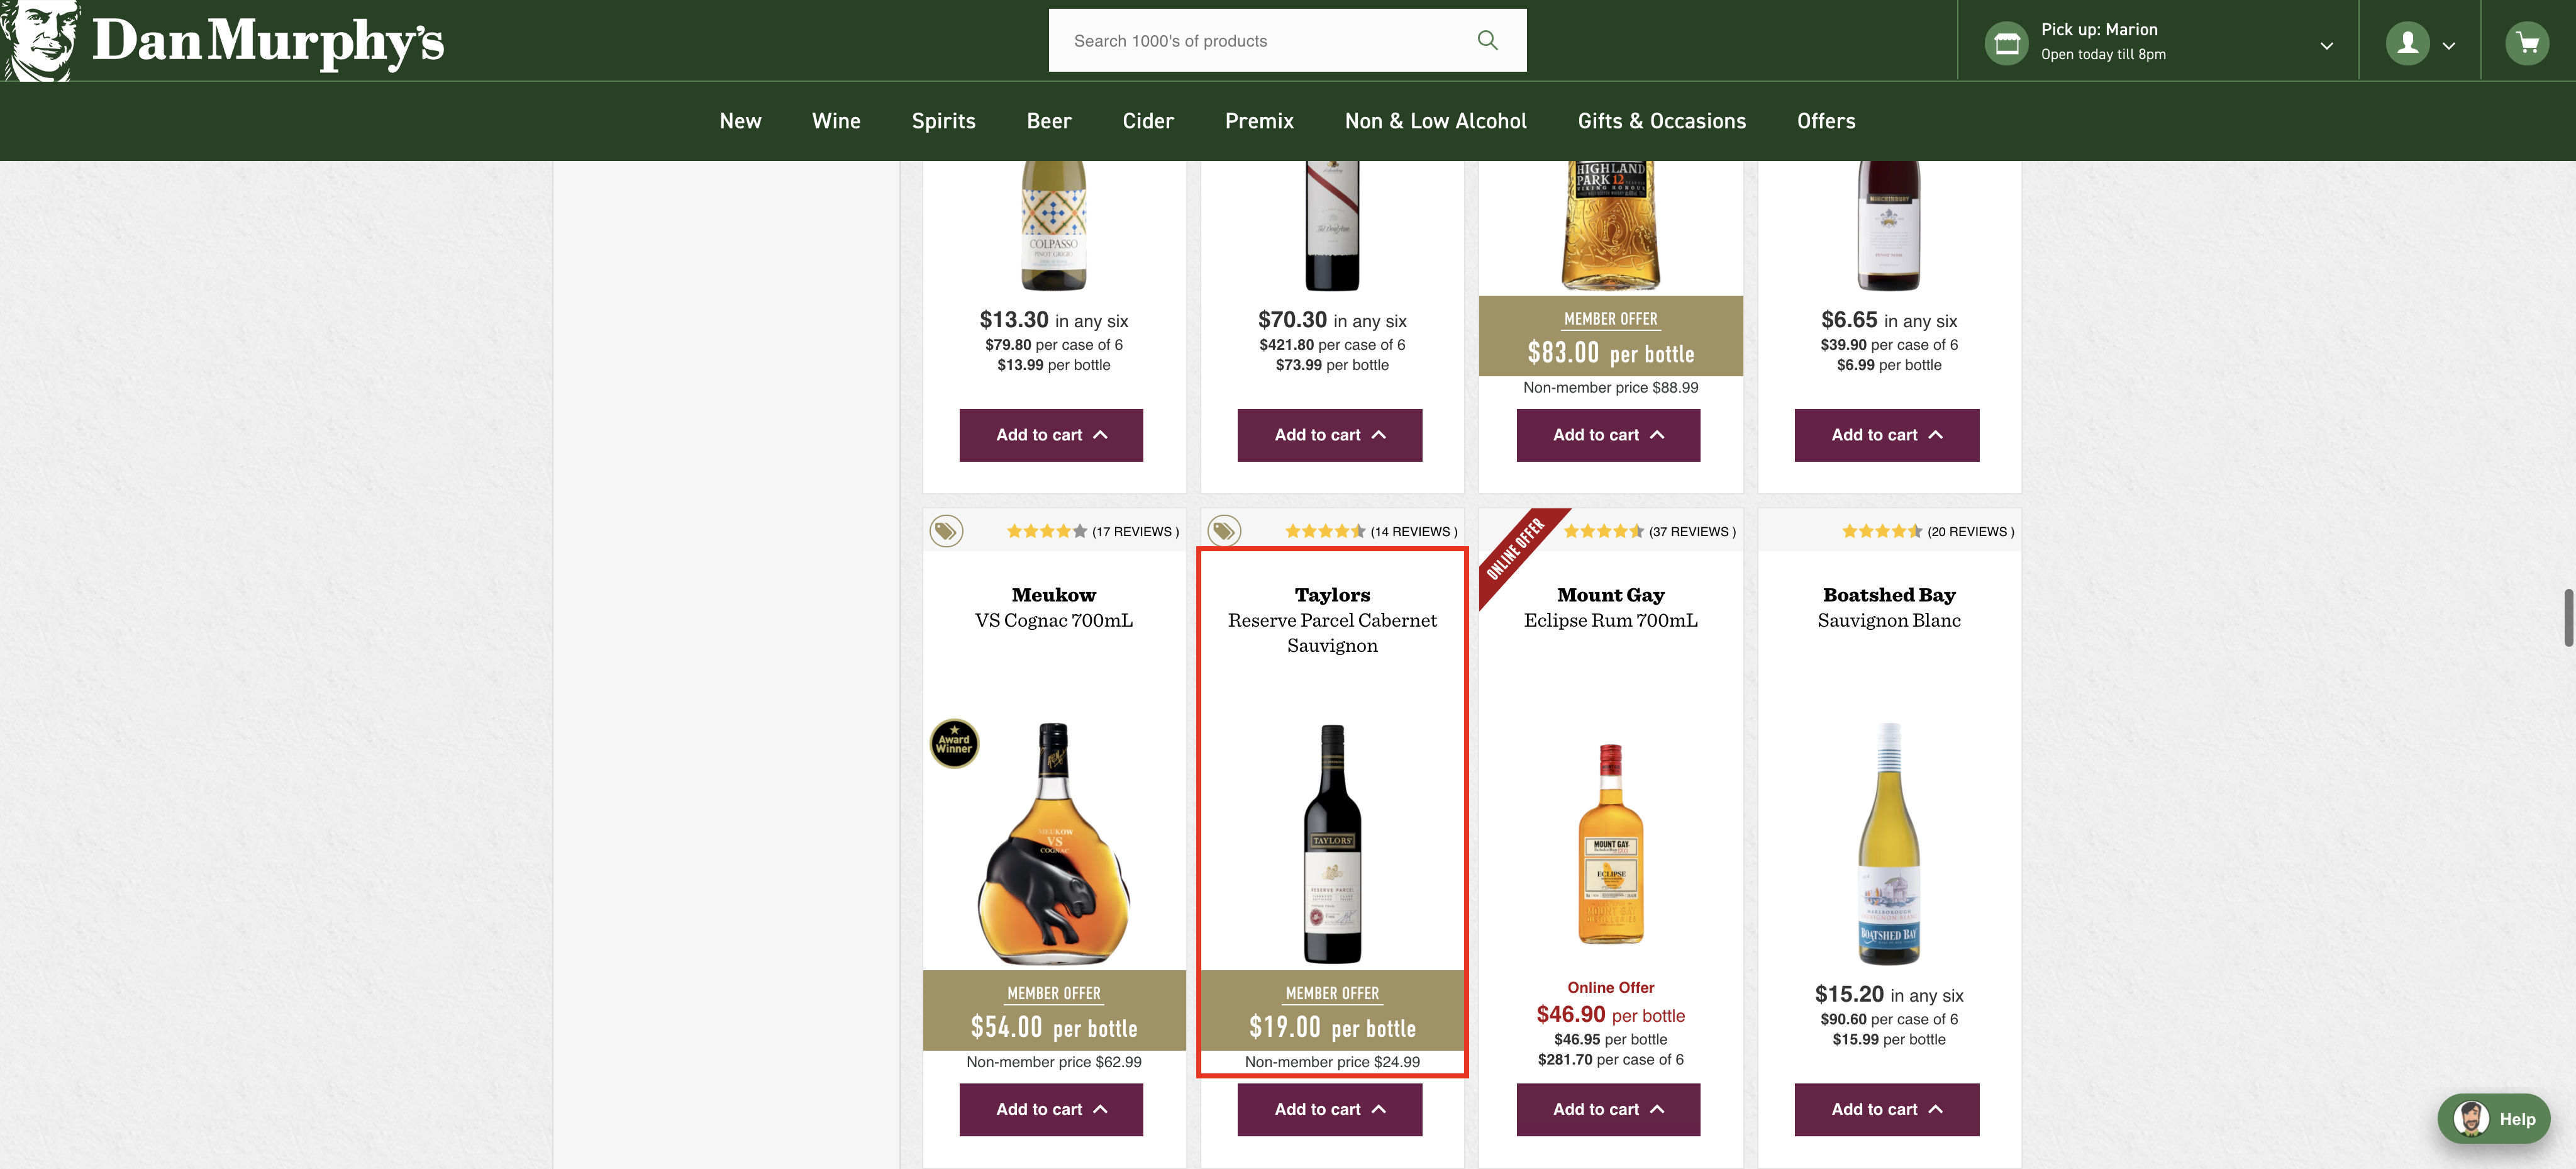 Dan Murphy's
Search 1000's of products
Pick up: Marion
Open today till 8pm
New Wine Spirits Beer Cider Premix Non & Low Alcohol Gifts & Occasions Offers
COLPASSO
PINOT GRIGIO
HIGHLAND
PARK 12
VIKING HONOUR
PINOT NOIR
$13.30 in any six
$79.80 per case of 6
$13.99 per bottle
Add to cart
$70.30 in any six
$421.80 per case of 6
$73.99 per bottle
Add to cart
MEMBER OFFER
$83.00 per bottle
Non-member price $88.99
Add to cart
$6.65 in any six
$39.90 per case of 6
$6.99 per bottle
Add to cart
(17 REVIEWS )
Meukow
VS Cognac 700mL
Award
Winner
MEUKOW
VS
COGNAC
MEMBER OFFER
$54.00 per bottle
Non-member price $62.99
Add to cart
(14 REVIEWS )
Taylors
Reserve Parcel Cabernet
Sauvignon
TAYLORS
RESERVE PARCEL
MEMBER OFFER
$19.00 per bottle
Non-member price $24.99
Add to cart
ONLINE OFFER
(37 REVIEWS )
Mount Gay
Eclipse Rum 700mL
MOUNT GAY
ECLIPSE
MOUNT GAY
Online Offer
$46.90 per bottle
$46.95 per bottle
$281.70 per case of 6
Add to cart
(20 REVIEWS )
Boatshed Bay
Sauvignon Blanc
MARLBOROUGH
SAUVIGNON BLANC
BOATSHED BAY
$15.20 in any six
$90.60 per case of 6
$15.99 per bottle
Add to cart
Help